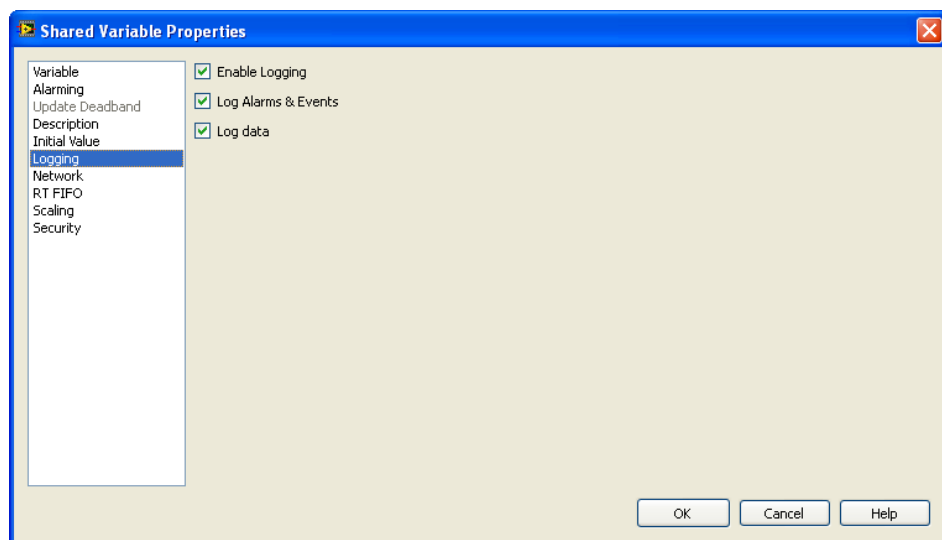 Shared Variable Properties
Variable
Alarming
Update Deadband
Description
Initial Value
Logging
Network
RT FIFO
Scaling
Security
Enable Logging
Log Alarms & Events
Log data
OK
Cancel
Help